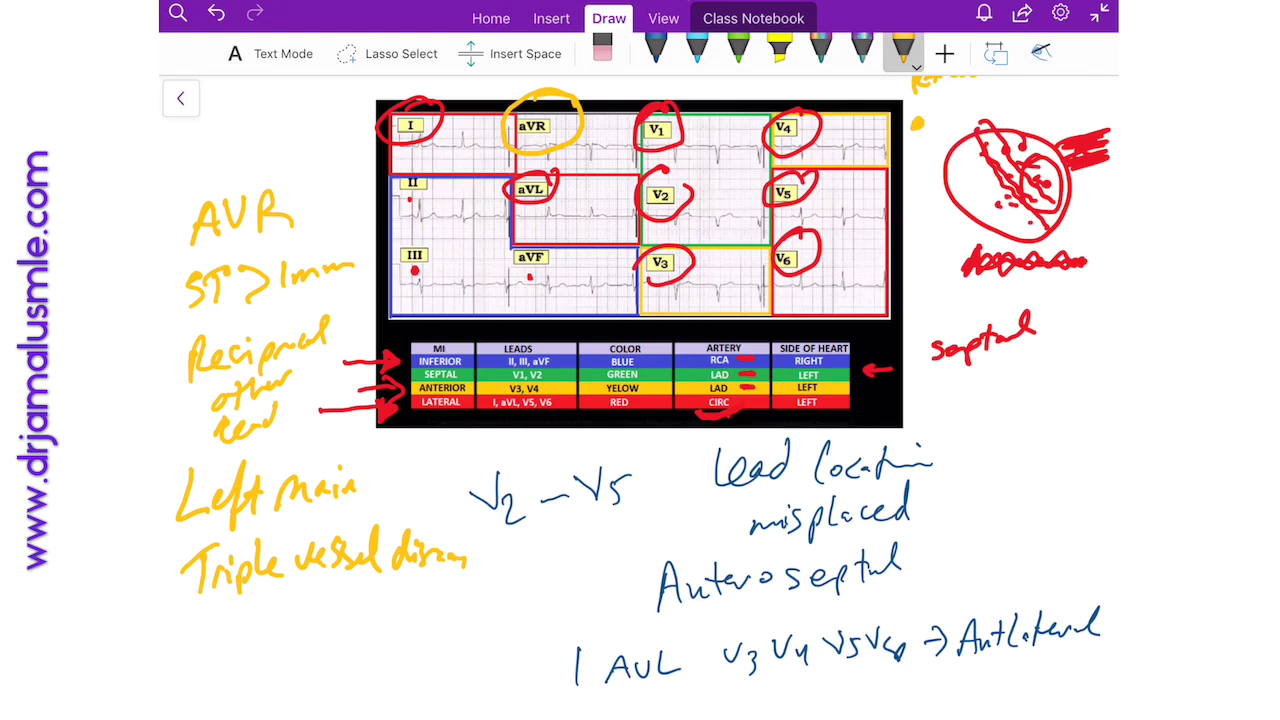 Home Insert Draw View Class Notebook
A Text Mode Lasso Select Insert Space
www.drjamalusmle.com
I aVR V1 V4
II aVL V2 V5
III aVF V3 V6
MI LEADS COLOR ARTERY SIDE OF HEART
INFERIOR II, III, aVF BLUE RCA RIGHT
SEPTAL V1, V2 GREEN LAD LEFT
ANTERIOR V3, V4 YELOW LAD LEFT
LATERAL I, aVL, V5, V6 RED CIRC LEFT
AVR
ST > 1mm
Reciprocal
other
lead
Left main
Triple vessel
septal
V2 - V5
Lead location
misplaced
Anteroseptal
I AVL V3 V4 V5 V6 → Antlateral